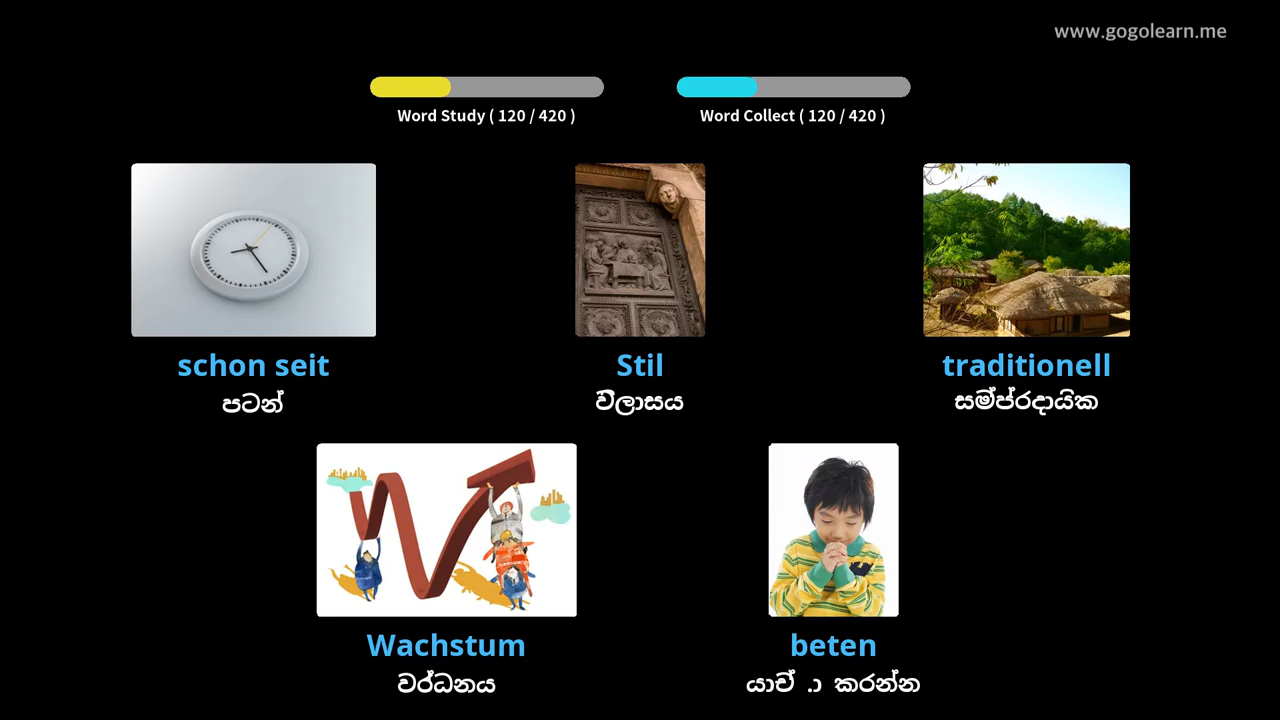 www.gogolearn.me
Word Study ( 120 / 420 )
Word Collect ( 120 / 420 )
schon seit
Stil
traditionell
පටන්
විලාසය
සම්ප්රදායික
Wachstum
beten
වර්ධනය
කරන්න